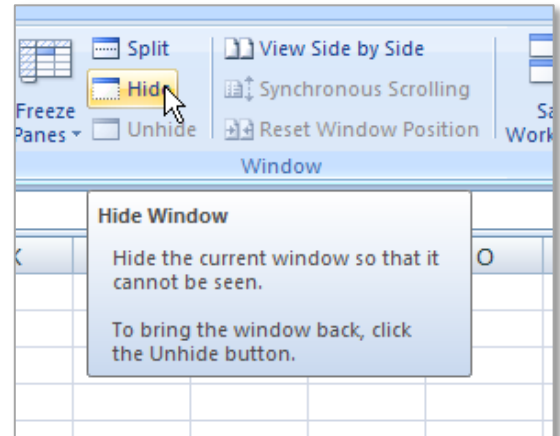 Split
Hide
Unhide
Freeze
Panes
View Side by Side
Synchronous Scrolling
Reset Window Position
Window
Hide Window
Hide the current window so that it
cannot be seen.
To bring the window back, click
the Unhide button.
O